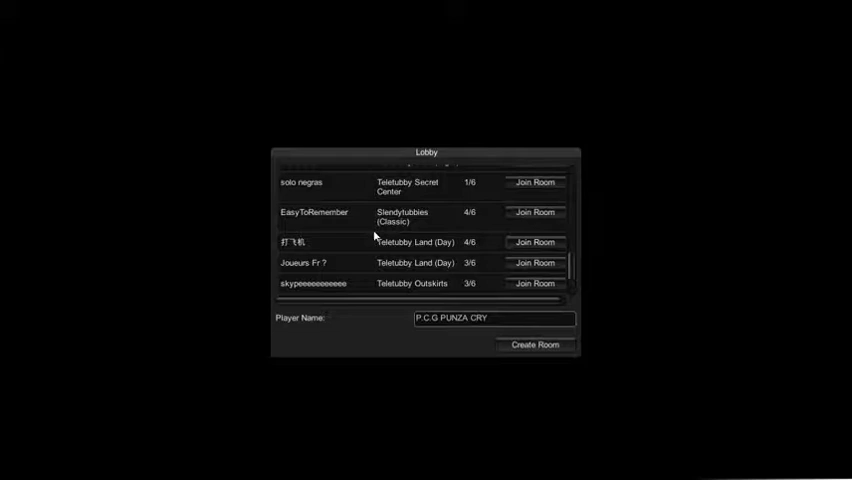 Lobby
solo negras Teletubby Secret Center 1/6 Join Room
EasyToRemember Slendytubbies (Classic) 4/6 Join Room
打飞机 Teletubby Land (Day) 4/6 Join Room
Joueurs Fr ? Teletubby Land (Day) 3/6 Join Room
skypeeeeeeeeeee Teletubby Outskirts 3/6 Join Room
Player Name: P.C.G PUNZA CRY
Create Room